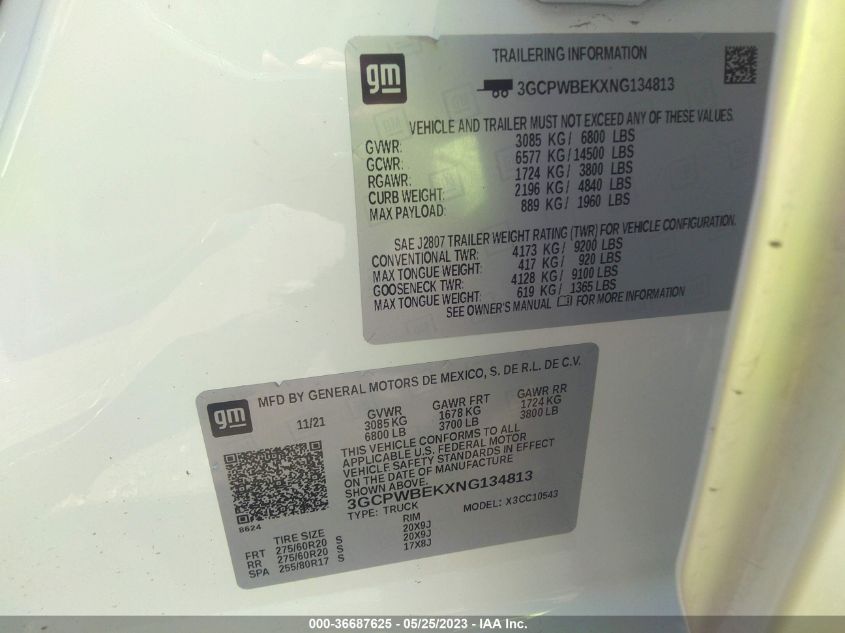 gm
TRAILERING INFORMATION
3GCPWBEKXNG134813
VEHICLE AND TRAILER MUST NOT EXCEED ANY OF THESE VALUES.
GVWR: 3085 KG/ 6800 LBS
GCWR: 6577 KG/14500 LBS
RGAWR: 1724 KG/ 3800 LBS
CURB WEIGHT: 2196 KG/ 4840 LBS
MAX PAYLOAD: 889 KG/ 1960 LBS
SAE J2807 TRAILER WEIGHT RATING (TWR) FOR VEHICLE CONFIGURATION.
CONVENTIONAL TWR: 4173 KG/ 9200 LBS
MAX TONGUE WEIGHT: 417 KG/ 920 LBS
GOOSENECK TWR: 4128 KG/ 9100 LBS
MAX TONGUE WEIGHT: 619 KG/ 1365 LBS
SEE OWNER'S MANUAL FOR MORE INFORMATION
gm
MFD BY GENERAL MOTORS DE MEXICO, S. DE R.L. DE C.V.
11/21 GVWR GAWR FRT GAWR RR
3085 KG 1678 KG 1724 KG
6800 LB 3700 LB 3800 LB
THIS VEHICLE CONFORMS TO ALL
APPLICABLE U.S. FEDERAL MOTOR
VEHICLE SAFETY STANDARDS IN EFFECT
ON THE DATE OF MANUFACTURE
SHOWN ABOVE.
3GCPWBEKXNG134813
TYPE: TRUCK MODEL: X3CC10543
8624
TIRE SIZE RIM
FRT 275/60R20 S 20X9J
RR 275/60R20 S 20X9J
SPA 255/80R17 S 17X8J
000-36687625 - 05/25/2023 - IAA Inc.